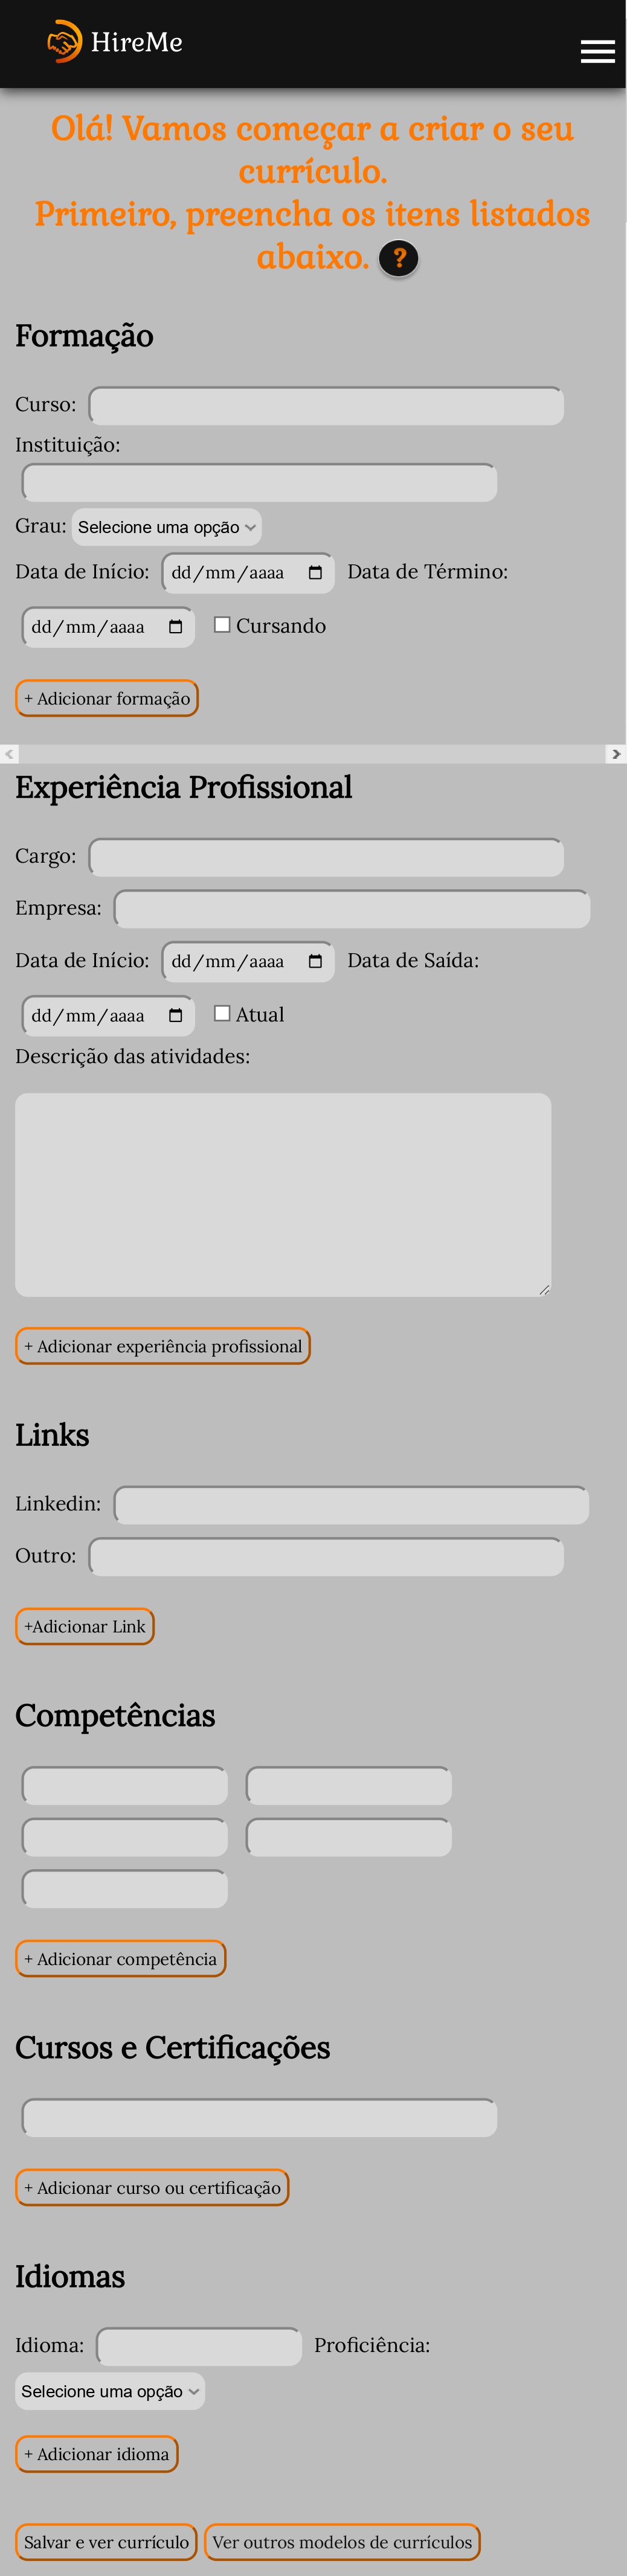 HireMe
Olá! Vamos começar a criar o seu
currículo.
Primeiro, preencha os itens listados
abaixo. ?
Formação
Curso:
Instituição:
Grau: Selecione uma opção
Data de Início: dd/mm/aaaa Data de Término:
dd/mm/aaaa Cursando
+ Adicionar formação
Experiência Profissional
Cargo:
Empresa:
Data de Início: dd/mm/aaaa Data de Saída:
dd/mm/aaaa Atual
Descrição das atividades:
+ Adicionar experiência profissional
Links
Linkedin:
Outro:
+Adicionar Link
Competências
+ Adicionar competência
Cursos e Certificações
+ Adicionar curso ou certificação
Idiomas
Idioma: Proficiência:
Selecione uma opção
+ Adicionar idioma
Salvar e ver currículo Ver outros modelos de currículos